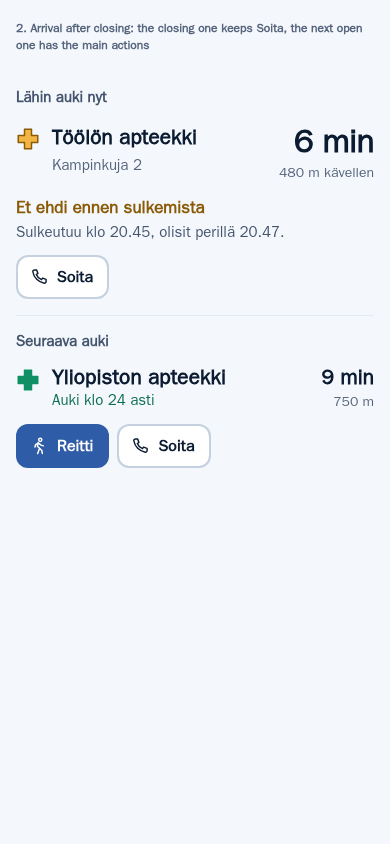 2. Arrival after closing: the closing one keeps Soita, the next open
one has the main actions
Lähin auki nyt
Töölön apteekki
6 min
Kampinkuja 2
480 m kävellen
Et ehdi ennen sulkemista
Sulkeutuu klo 20.45, olisit perillä 20.47.
Soita
Seuraava auki
Yliopiston apteekki
9 min
Auki klo 24 asti
750 m
Reitti
Soita